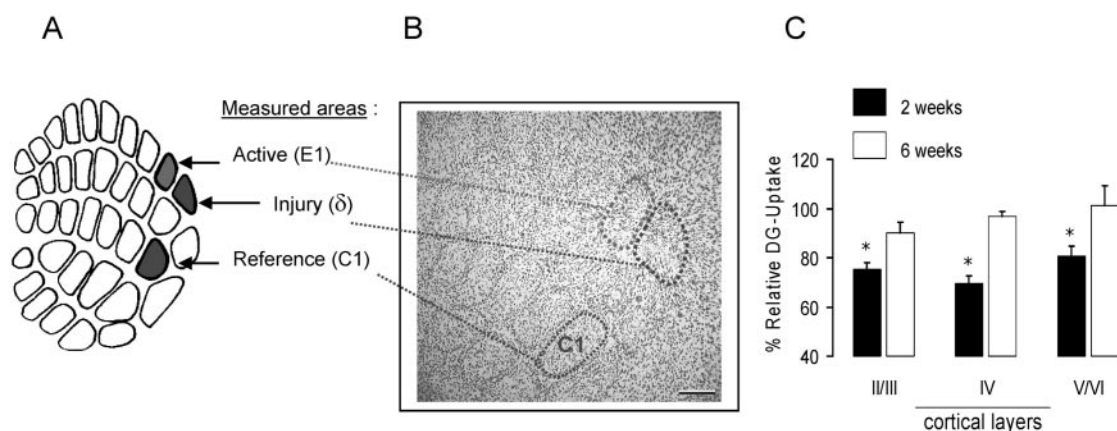 A
B
C
Measured areas :
Active (E1)
Injury (δ)
Reference (C1)
C1
2 weeks
6 weeks
% Relative DG-Uptake
120
100
80
60
40
*
*
*
II/III
IV
V/VI
cortical layers